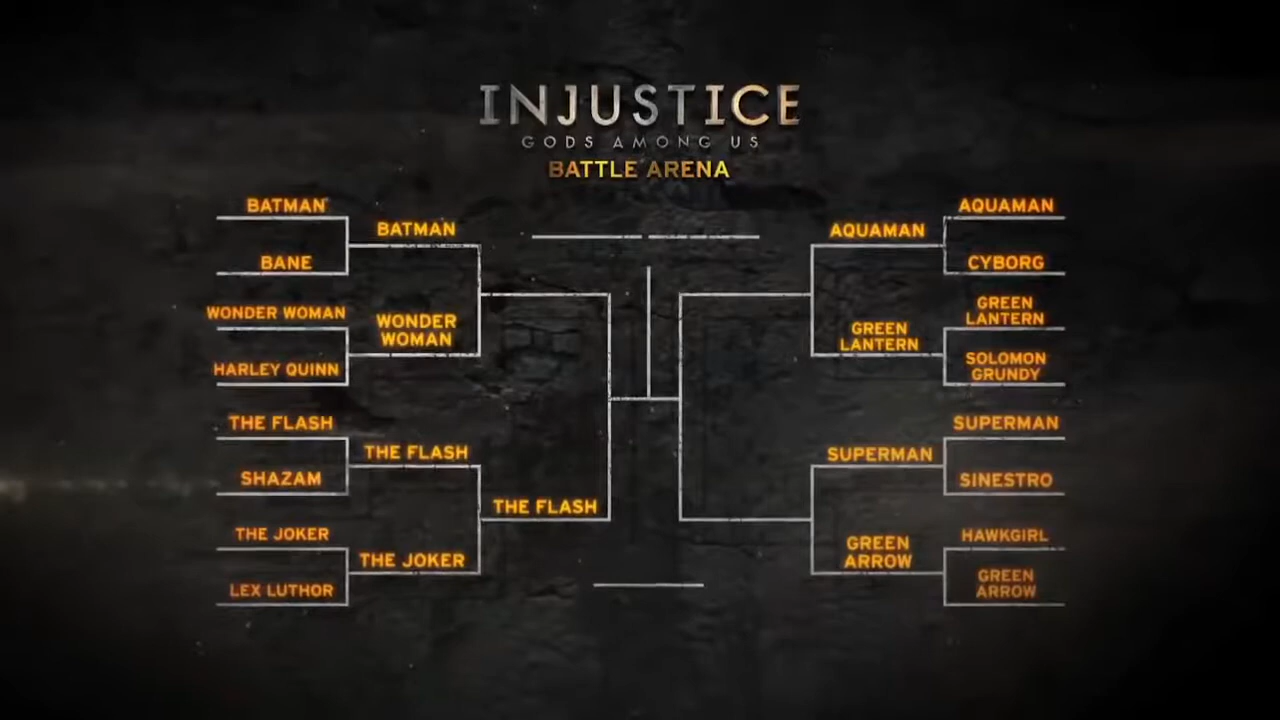 INJUSTICE
GODS AMONG US
BATTLE ARENA
BATMAN
BANE
WONDER WOMAN
HARLEY QUINN
THE FLASH
SHAZAM
THE JOKER
LEX LUTHOR
BATMAN
WONDER
WOMAN
THE FLASH
THE JOKER
THE FLASH
AQUAMAN
GREEN
LANTERN
SUPERMAN
GREEN
ARROW
AQUAMAN
CYBORG
GREEN
LANTERN
SOLOMON
GRUNDY
SUPERMAN
SINESTRO
HAWKGIRL
GREEN
ARROW